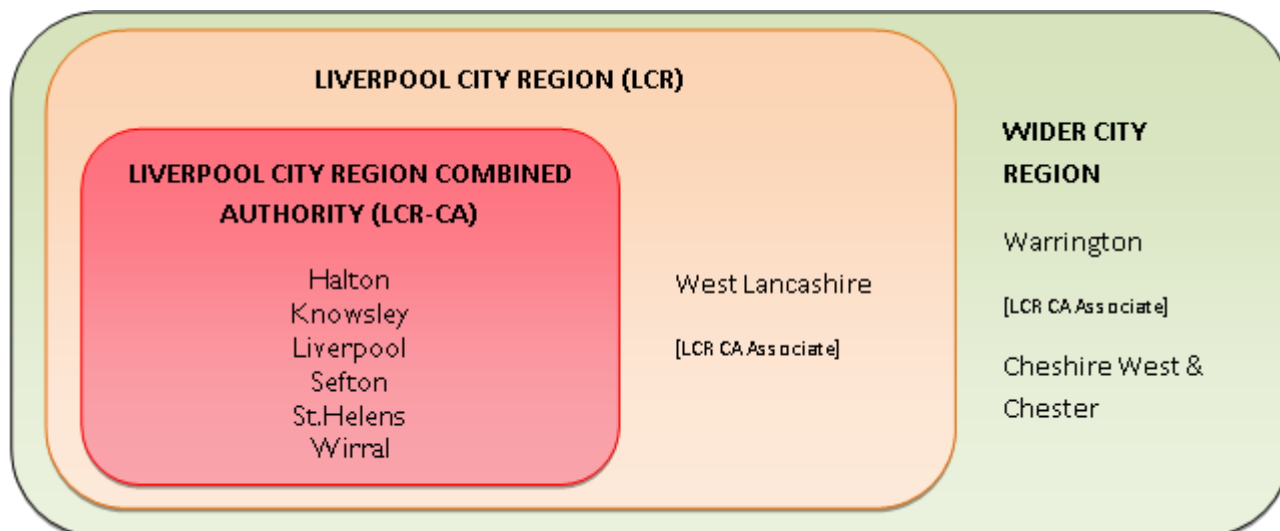 LIVERPOOL CITY REGION (LCR)
LIVERPOOL CITY REGION COMBINED
AUTHORITY (LCR-CA)
Halton
Knowsley
Liverpool
Sefton
St.Helens
Wirral
West Lancashire
[LCR CA Associate]
WIDER CITY
REGION
Warrington
[LCR CA Associate]
Cheshire West &
Chester